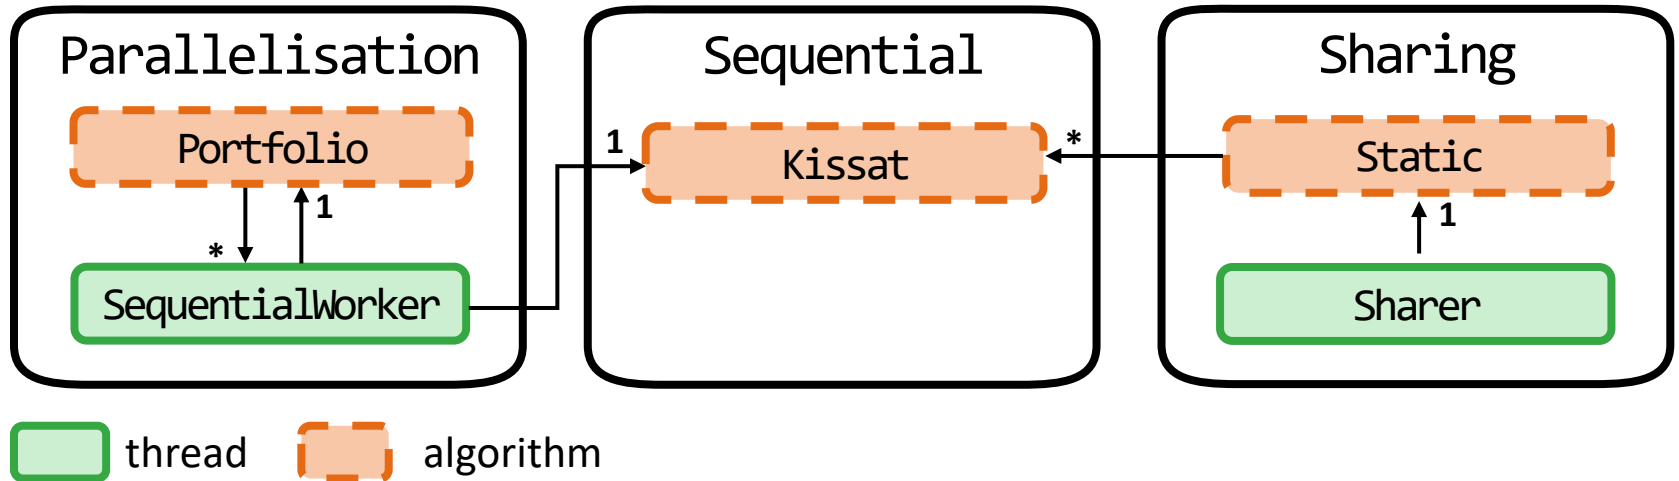 Parallelisation
Portfolio
1
*
SequentialWorker
Sequential
1
Kissat
*
Sharing
Static
1
Sharer
thread
algorithm